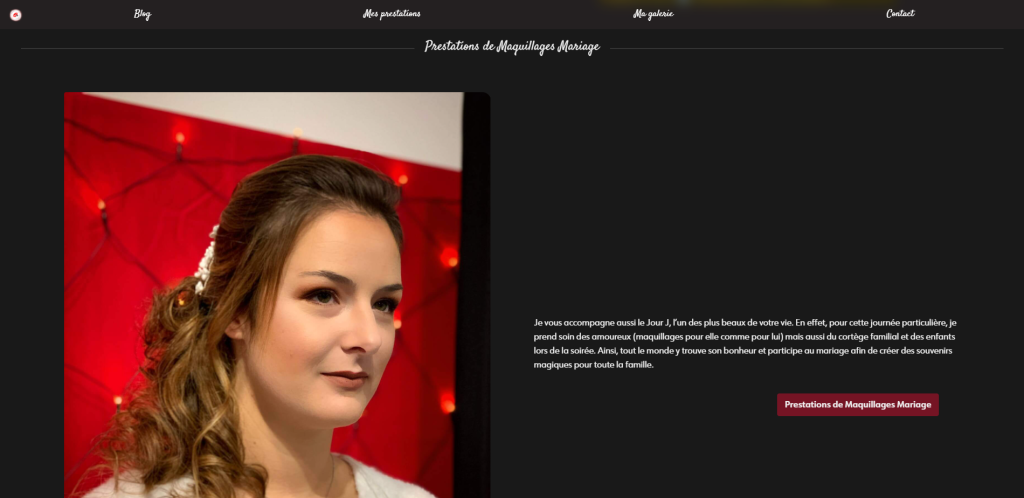 Blog
Mes prestations
Ma galerie
Contact
Prestations de Maquillages Mariage
Je vous accompagne aussi le Jour J, l'un des plus beaux de votre vie. En effet, pour cette journée particulière, je
prend soin des amoureux (maquillages pour elle comme pour lui) mais aussi du cortège familial et des enfants
lors de la soirée. Ainsi, tout le monde y trouve son bonheur et participe au mariage afin de créer des souvenirs
magiques pour toute la famille.
Prestations de Maquillages Mariage